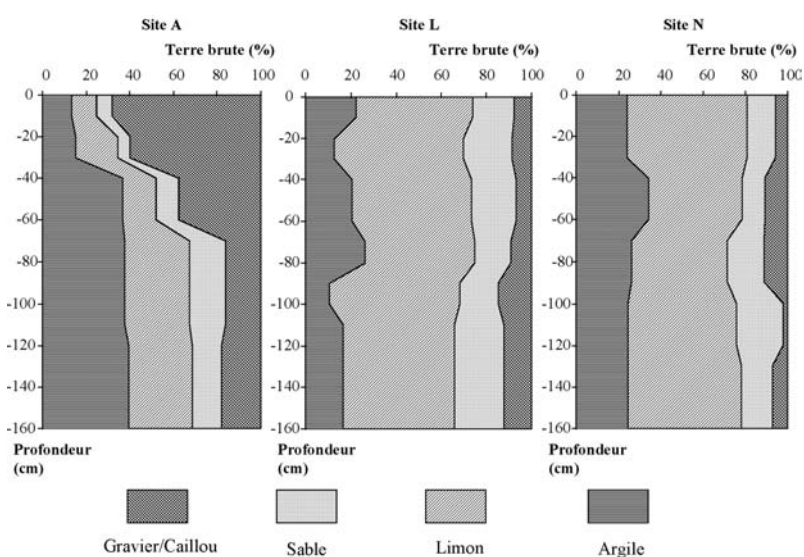 Site A Site L Site N
Terre brute (%) Terre brute (%) Terre brute (%)
0 20 40 60 80 100 0 20 40 60 80 100 0 20 40 60 80 100
0 0 0
-20 -20 -20
-40 -40 -40
-60 -60 -60
-80 -80 -80
-100 -100 -100
-120 -120 -120
-140 -140 -140
-160 -160 -160
Profondeur Profondeur Profondeur
(cm) (cm) (cm)
Gravier/Caillou Sable Limon Argile